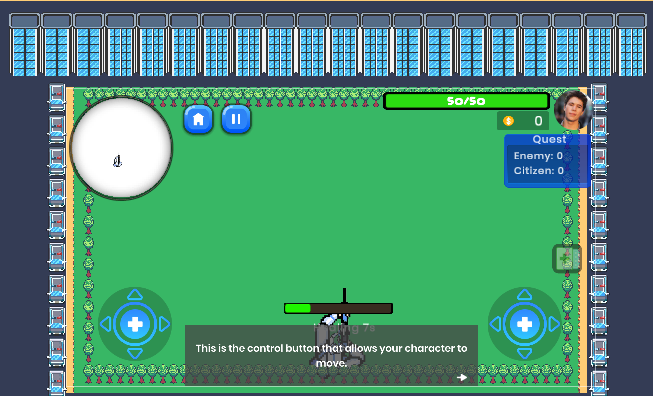 50/50
0
Quest
Enemy: 0
Citizen: 0
This is the control button that allows your character to
move.